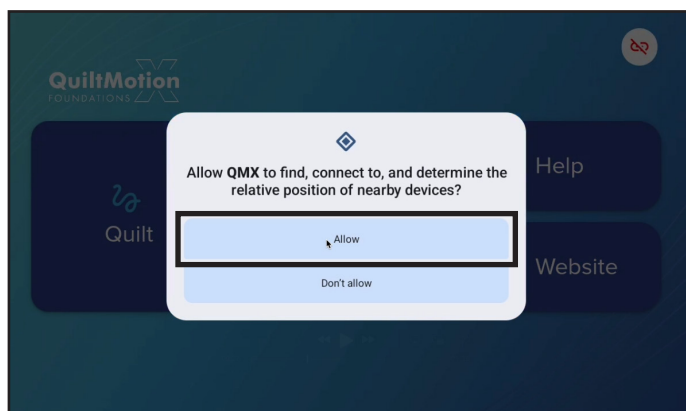 QuiltMotion X
FOUNDATIONS
Allow QMX to find, connect to, and determine the
relative position of nearby devices?
Allow
Don't allow
Quilt
Help
Website